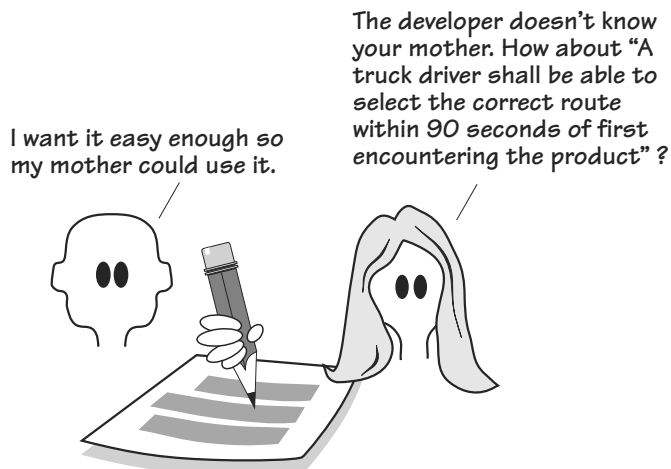 I want it easy enough so
my mother could use it.
The developer doesn't know
your mother. How about “A
truck driver shall be able to
select the correct route
within 90 seconds of first
encountering the product” ?